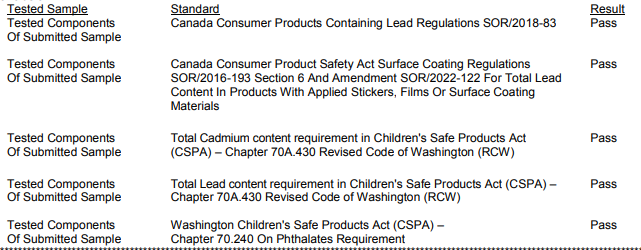 Tested Sample Standard Result
Tested Components Canada Consumer Products Containing Lead Regulations SOR/2018-83 Pass
Of Submitted Sample
Tested Components Canada Consumer Product Safety Act Surface Coating Regulations Pass
Of Submitted Sample SOR/2016-193 Section 6 And Amendment SOR/2022-122 For Total Lead
Content In Products With Applied Stickers, Films Or Surface Coating
Materials
Tested Components Total Cadmium content requirement in Children's Safe Products Act Pass
Of Submitted Sample (CSPA) – Chapter 70A.430 Revised Code of Washington (RCW)
Tested Components Total Lead content requirement in Children's Safe Products Act (CSPA) – Pass
Of Submitted Sample Chapter 70A.430 Revised Code of Washington (RCW)
Tested Components Washington Children's Safe Products Act (CSPA) – Pass
Of Submitted Sample Chapter 70.240 On Phthalates Requirement